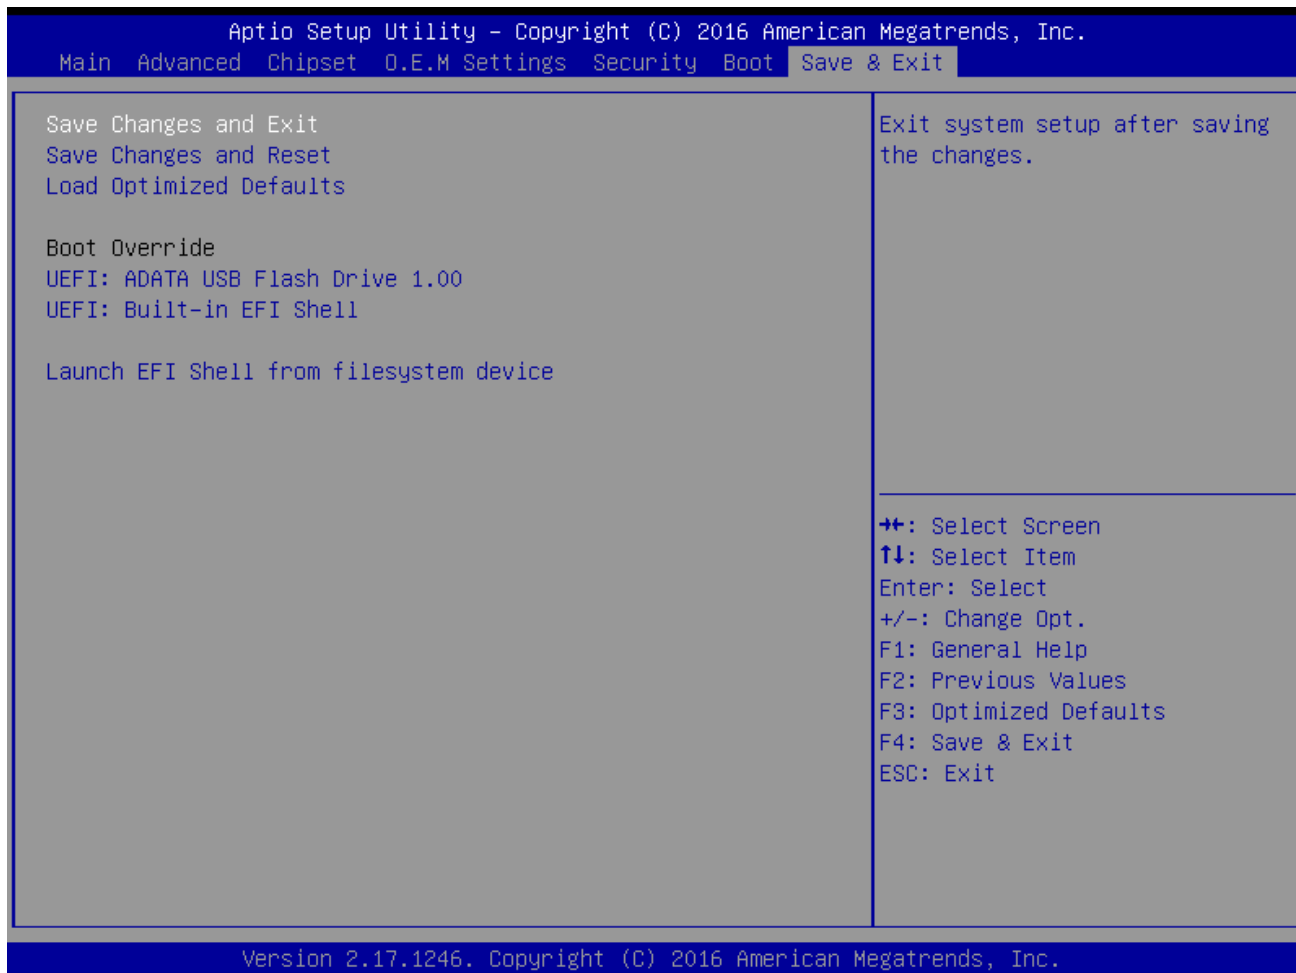 Aptio Setup Utility – Copyright (C) 2016 American Megatrends, Inc.
Main Advanced Chipset O.E.M Settings Security Boot Save & Exit
Save Changes and Exit
Save Changes and Reset
Load Optimized Defaults
Boot Override
UEFI: ADATA USB Flash Drive 1.00
UEFI: Built-in EFI Shell
Launch EFI Shell from filesystem device
Exit system setup after saving
the changes.
→←: Select Screen
↑↓: Select Item
Enter: Select
+/-: Change Opt.
F1: General Help
F2: Previous Values
F3: Optimized Defaults
F4: Save & Exit
ESC: Exit
Version 2.17.1246. Copyright (C) 2016 American Megatrends, Inc.